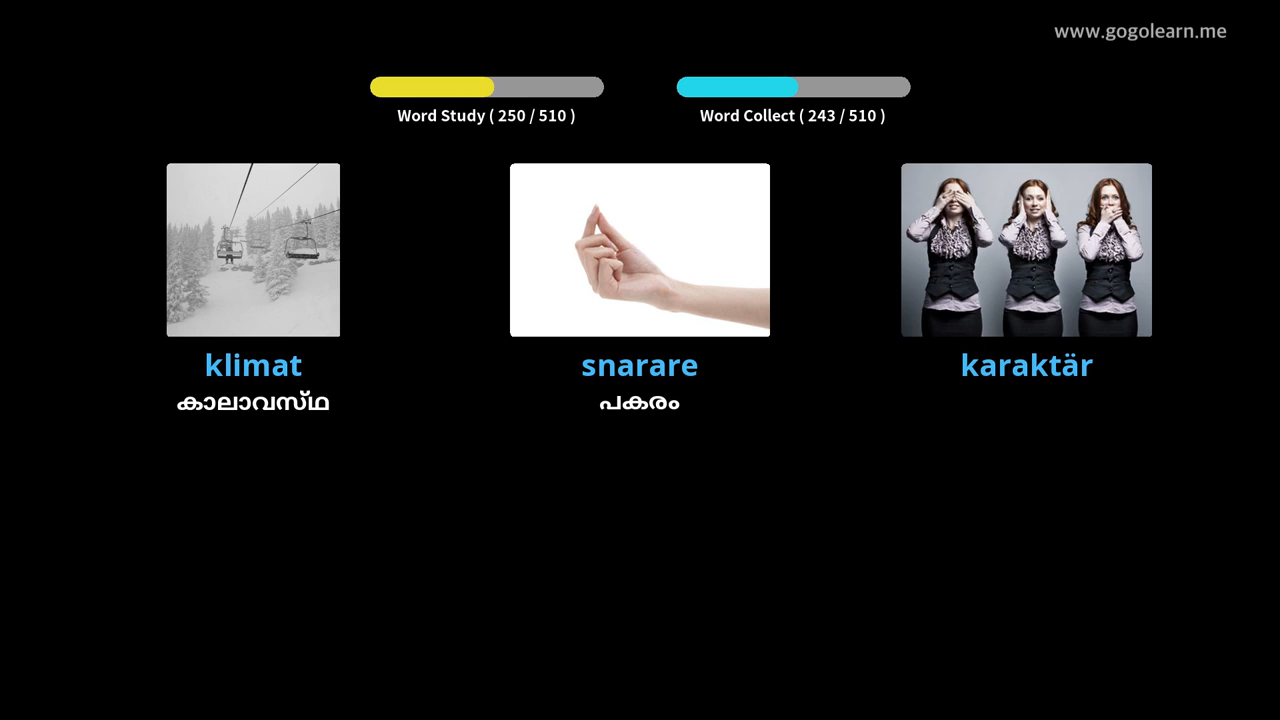 www.gogolearn.me
Word Study ( 250 / 510 )
Word Collect ( 243 / 510 )
klimat
കാലാവസ്ഥ
snarare
പകരം
karaktär